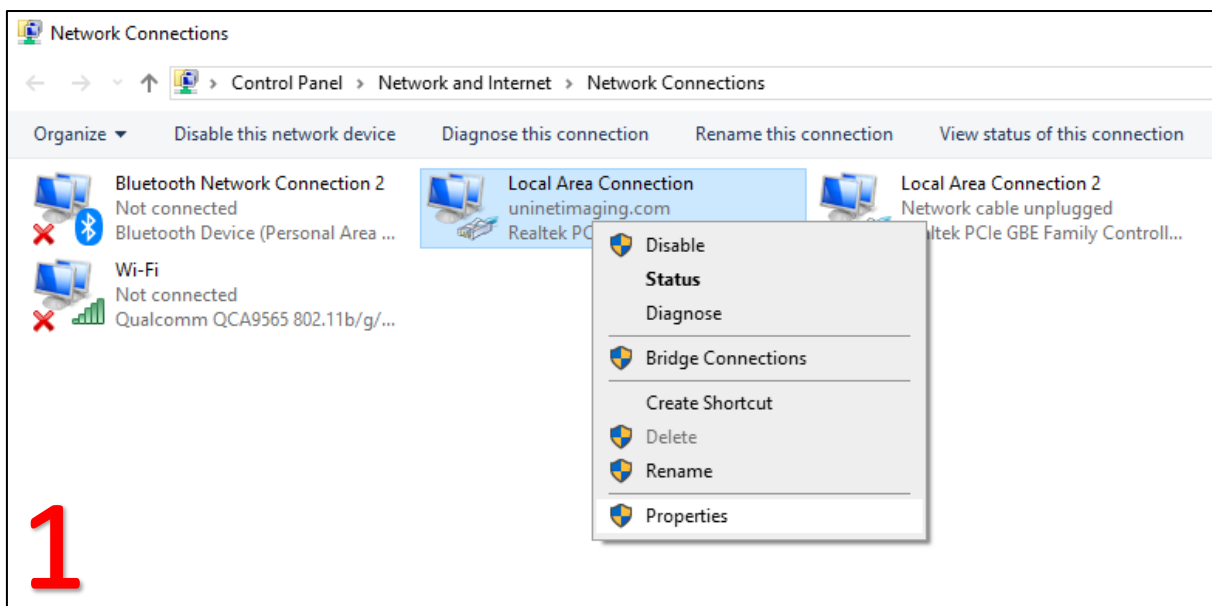 Network Connections
Control Panel > Network and Internet > Network Connections
Organize Disable this network device Diagnose this connection Rename this connection View status of this connection
Bluetooth Network Connection 2
Not connected
Bluetooth Device (Personal Area ...
Local Area Connection
uninetimaging.com
Realtek PC
Local Area Connection 2
Network cable unplugged
ltek PCIe GBE Family Controll...
Wi-Fi
Not connected
Qualcomm QCA9565 802.11b/g/...
Disable
Status
Diagnose
Bridge Connections
Create Shortcut
Delete
Rename
Properties
1